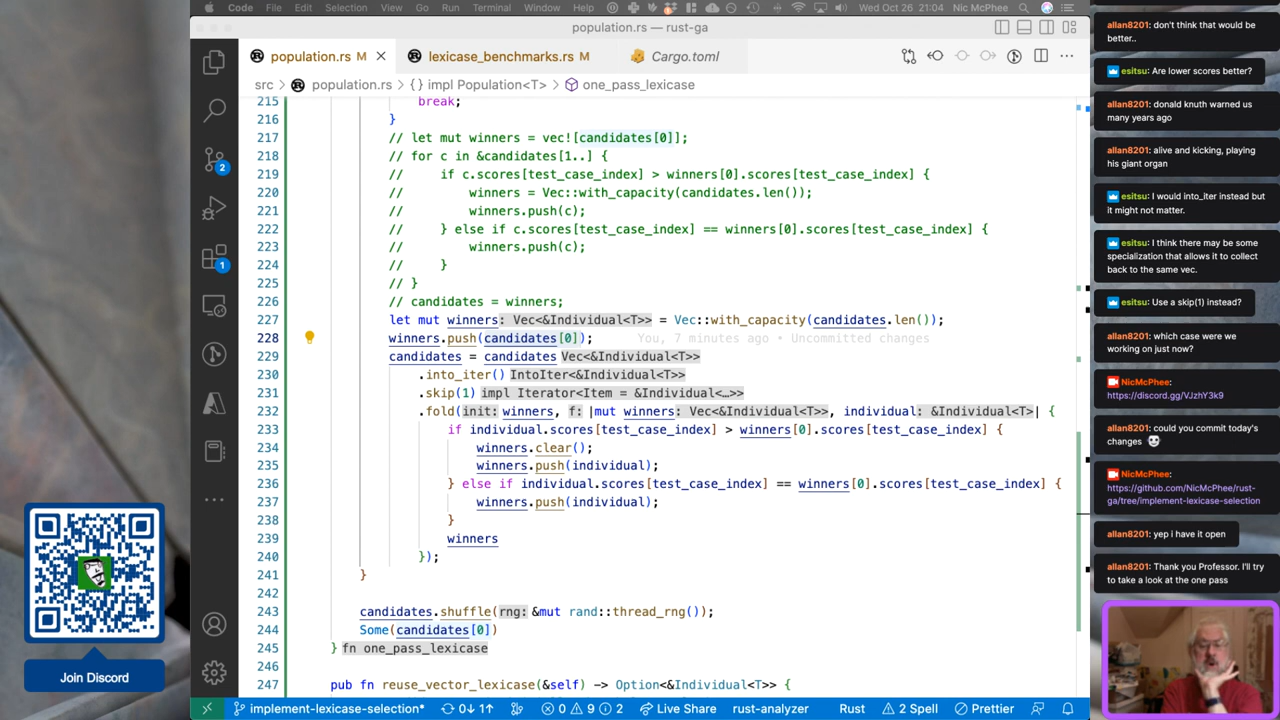 Code File Edit Selection View Go Run Terminal Window Help Nic McPhee Wed Oct 26 21:04
population.rs — rust-ga
population.rs M
lexicase_benchmarks.rs M
Cargo.toml
src > population.rs > {} impl Population<T> > one_pass_lexicase
215 break;
216 }
217 // let mut winners = vec![candidates[0]];
218 // for c in &candidates[1..] {
219 // if c.scores[test_case_index] > winners[0].scores[test_case_index] {
220 // winners = Vec::with_capacity(candidates.len());
221 // winners.push(c);
222 // } else if c.scores[test_case_index] == winners[0].scores[test_case_index] {
223 // winners.push(c);
224 // }
225 // }
226 // candidates = winners;
227 let mut winners: Vec<&Individual<T>> = Vec::with_capacity(candidates.len());
228 winners.push(candidates[0]); You, 7 minutes ago • Uncommitted changes
229 candidates = candidates Vec<&Individual<T>>
230 .into_iter() IntoIter<&Individual<T>>
231 .skip(1) impl Iterator<Item = &Individual<…>>
232 .fold(init: winners, f: |mut winners: Vec<&Individual<T>>, individual: &Individual<T>| {
233 if individual.scores[test_case_index] > winners[0].scores[test_case_index] {
234 winners.clear();
235 winners.push(individual);
236 } else if individual.scores[test_case_index] == winners[0].scores[test_case_index] {
237 winners.push(individual);
238 }
239 winners
240 });
241 }
242
243 candidates.shuffle(rng: &mut rand::thread_rng());
244 Some(candidates[0])
245 } fn one_pass_lexicase
246
247 pub fn reuse_vector_lexicase(&self) -> Option<&Individual<T>> {
2
1
implement-lexicase-selection* 0↓ 1↑ 0 9 2 Live Share rust-analyzer Rust 2 Spell Prettier
Join Discord
allan8201: don't think that would be
better..
esitsu: Are lower scores better?
allan8201: donald knuth warned us
many years ago
allan8201: alive and kicking, playing
his giant organ
esitsu: I would into_iter instead but
it might not matter.
esitsu: I think there may be some
specialization that allows it to collect
back to the same vec.
esitsu: Use a skip(1) instead?
allan8201: which case were we
working on just now?
NicMcPhee:
https://discord.gg/VJzhY3k9
allan8201: could you commit today's
changes
NicMcPhee:
https://github.com/NicMcPhee/rust-
ga/tree/implement-lexicase-selection
allan8201: yep i have it open
allan8201: Thank you Professor. I'll try
to take a look at the one pass